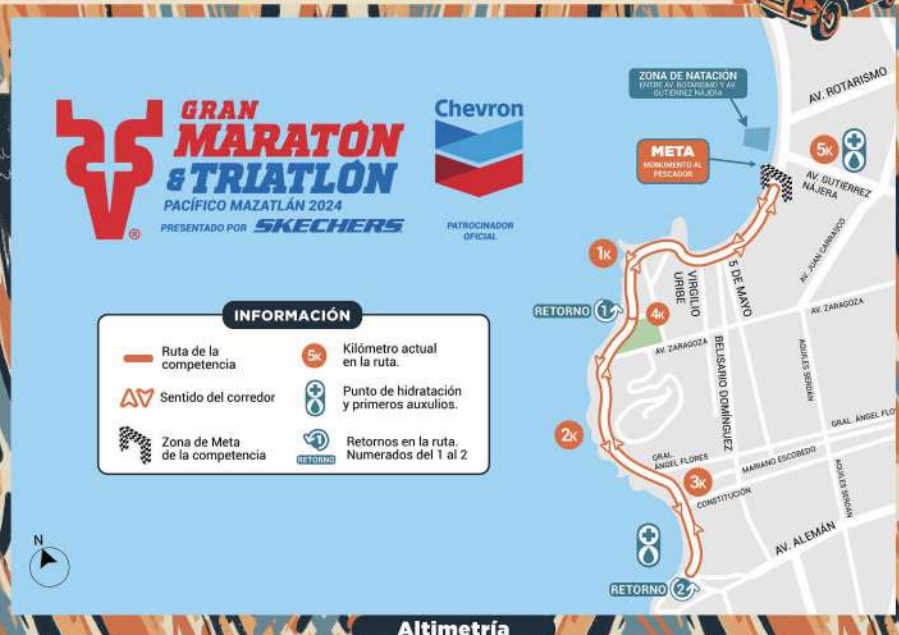 GRAN
MARATÓN
& TRIATLÓN
PACÍFICO MAZATLÁN 2024
PRESENTADO POR SKECHERS
®
Chevron
PATROCINADOR
OFICIAL
ZONA DE NATACIÓN
ENTRE AV. ROTARISMO Y AV.
GUTIÉRREZ NÁJERA
META
MONUMENTO AL
PESCADOR
AV. ROTARISMO
5K
AV. GUTIÉRREZ
NÁJERA
AV. JUAN CARRASCO
1K
5 DE MAYO
VIRGILIO
URIBE
RETORNO 1
4K
AV. ZARAGOZA
AV. ZARAGOZA
BELISARIO DOMÍNGUEZ
AQUILES SERDÁN
2K
GRAL. ÁNGEL FLO
GRAL.
ÁNGEL FLORES
MARIANO ESCOBEDO
3K
CONSTITUCIÓN
AQUILES SERDÁN
AV. ALEMÁN
RETORNO 2
INFORMACIÓN
Ruta de la
competencia
5K
Kilómetro actual
en la ruta.
Sentido del corredor
Punto de hidratación
y primeros auxulios.
Zona de Meta
de la competencia
1
RETORNO
Retornos en la ruta.
Numerados del 1 al 2
N
Altimetría